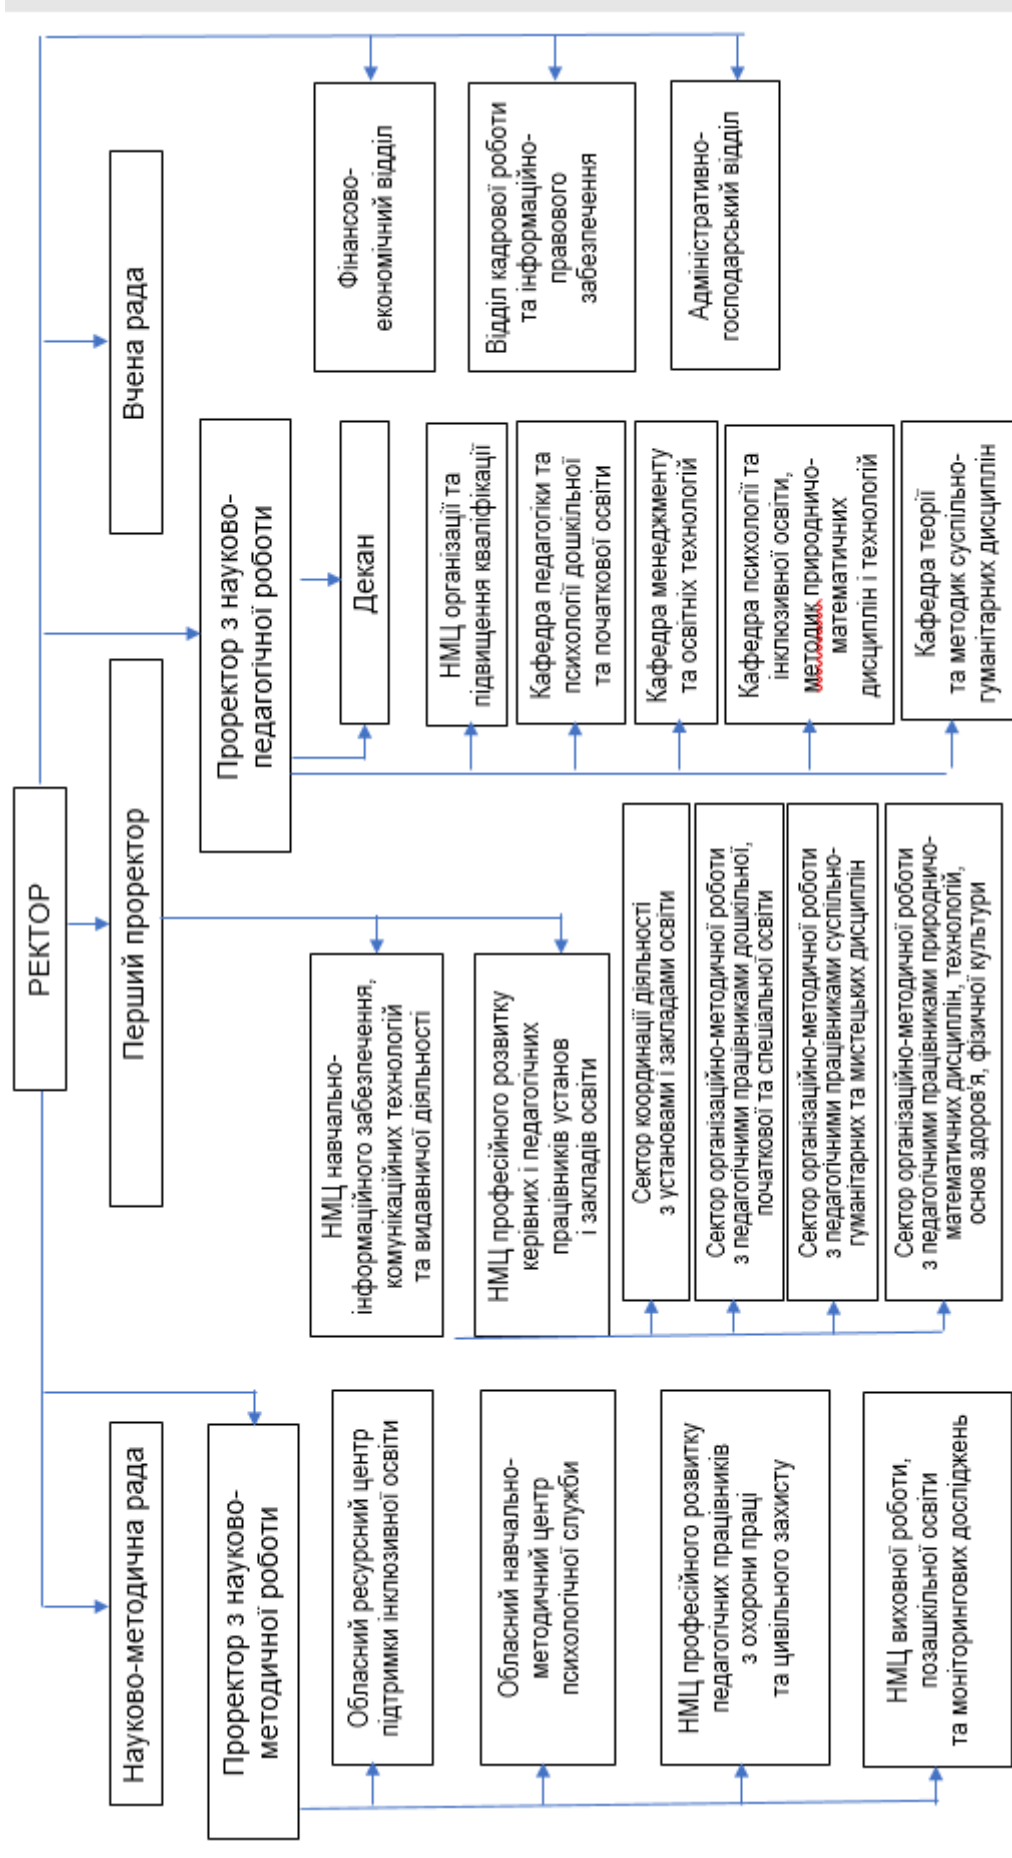 РЕКТОР
Науково-методична рада
Перший проректор
Вчена рада
Проректор з науково-
методичної роботи
Проректор з науково-
педагогічної роботи
Декан
Обласний ресурсний центр
підтримки інклюзивної освіти
Обласний навчально-
методичний центр
психологічної служби
НМЦ професійного розвитку
педагогічних працівників
з охорони праці
та цивільного захисту
НМЦ виховної роботи,
позашкільної освіти
та моніторингових досліджень
НМЦ навчально-
інформаційного забезпечення,
комунікаційних технологій
та видавничої діяльності
НМЦ професійного розвитку
керівних і педагогічних
працівників установ
і закладів освіти
Сектор координації діяльності
з установами і закладами освіти
Сектор організаційно-методичної роботи
з педагогічними працівниками дошкільної,
початкової та спеціальної освіти
Сектор організаційно-методичної роботи
з педагогічними працівниками суспільно-
гуманітарних та мистецьких дисциплін
Сектор організаційно-методичної роботи
з педагогічними працівниками природничо-
математичних дисциплін, технологій,
основ здоров'я, фізичної культури
НМЦ організації та
підвищення кваліфікації
Кафедра педагогіки та
психології дошкільної
та початкової освіти
Кафедра менеджменту
та освітніх технологій
Кафедра психології та
інклюзивної освіти,
методик природничо-
математичних
дисциплін і технологій
Кафедра теорії
та методик суспільно-
гуманітарних дисциплін
Фінансово-
економічний відділ
Відділ кадрової роботи
та інформаційно-
правового
забезпечення
Адміністративно-
господарський відділ